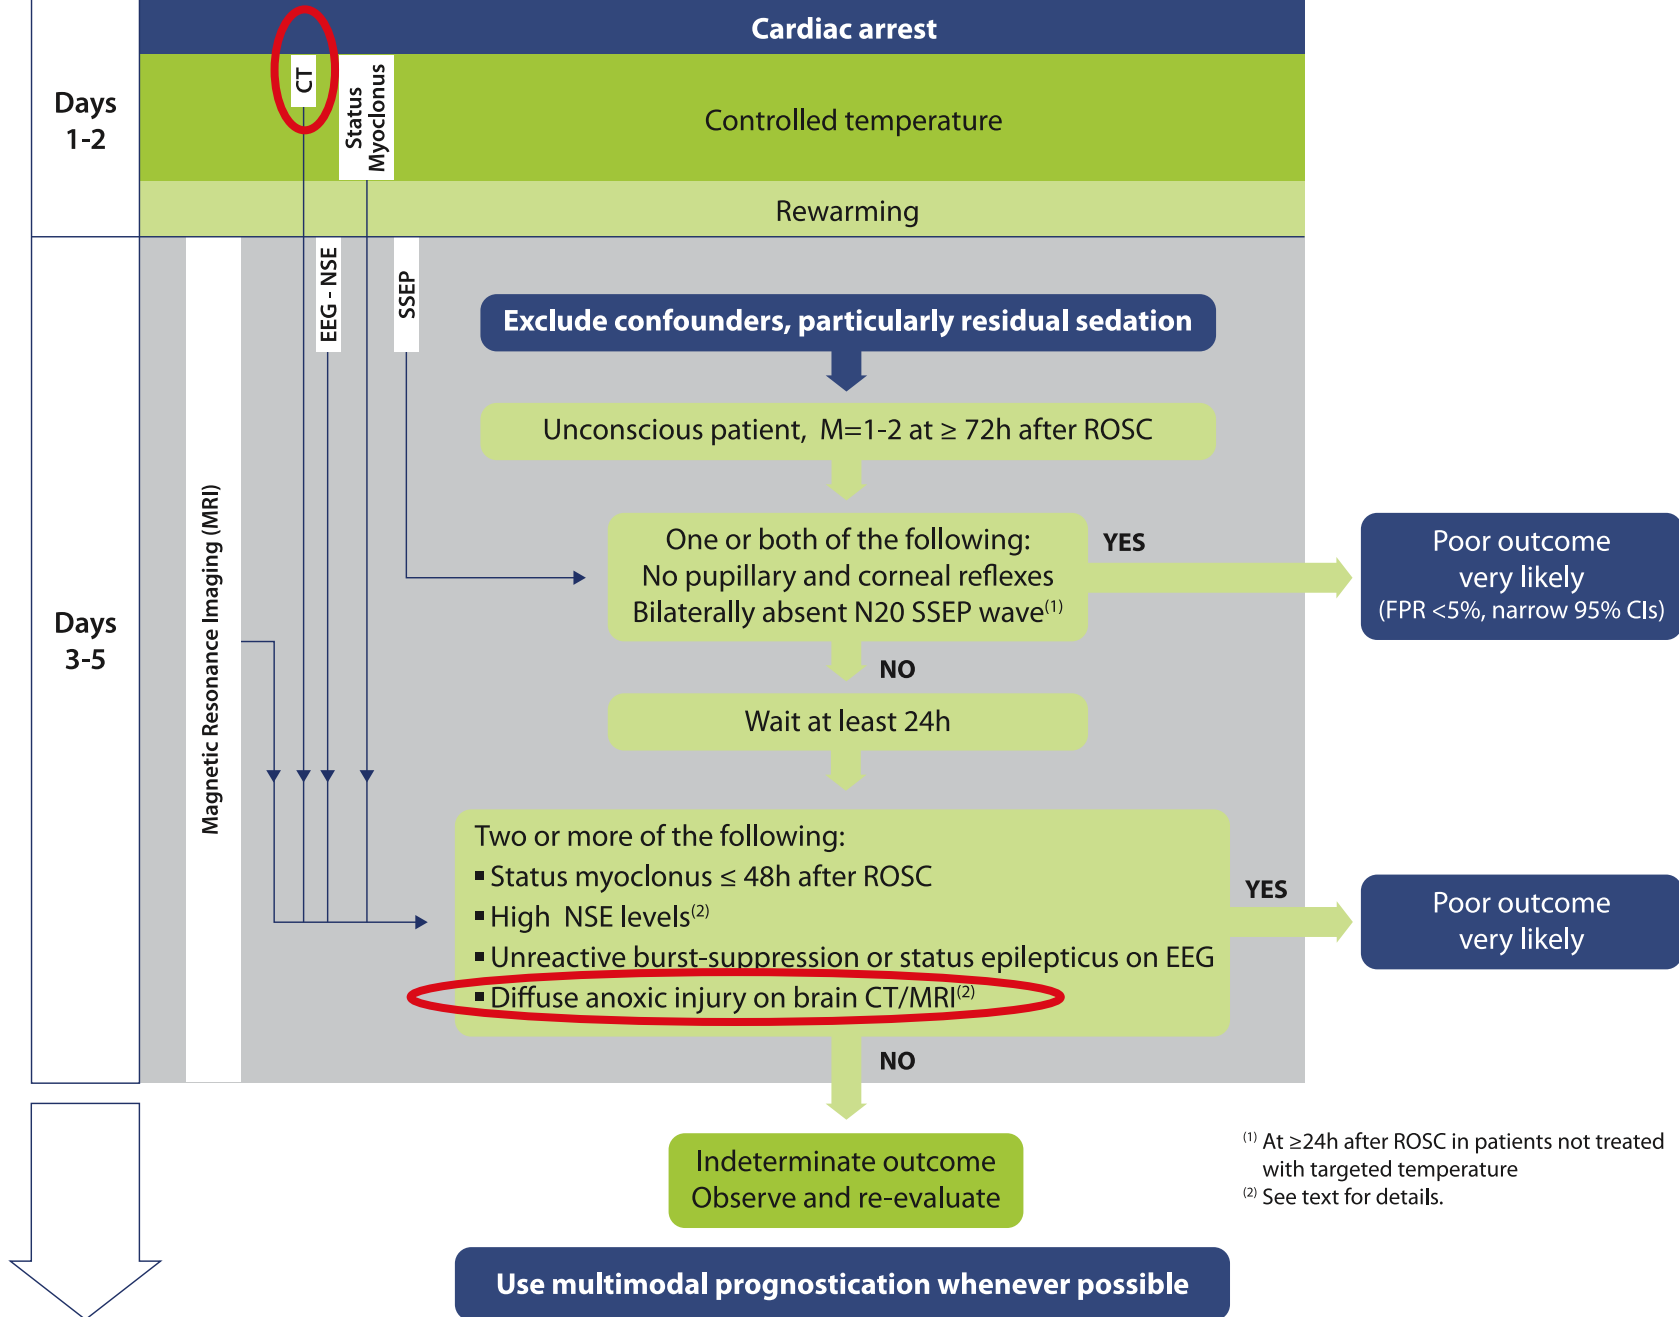 Cardiac arrest
Days
1-2
CT
Status
Myoclonus
Controlled temperature
Rewarming
Days
3-5
Magnetic Resonance Imaging (MRI)
EEG - NSE
SSEP
Exclude confounders, particularly residual sedation
Unconscious patient, M=1-2 at ≥ 72h after ROSC
One or both of the following:
No pupillary and corneal reflexes
Bilaterally absent N20 SSEP wave(1)
YES
Poor outcome
very likely
(FPR <5%, narrow 95% CIs)
NO
Wait at least 24h
Two or more of the following:
▪ Status myoclonus ≤ 48h after ROSC
▪ High NSE levels(2)
▪ Unreactive burst-suppression or status epilepticus on EEG
▪ Diffuse anoxic injury on brain CT/MRI(2)
YES
Poor outcome
very likely
NO
Indeterminate outcome
Observe and re-evaluate
(1) At ≥24h after ROSC in patients not treated
with targeted temperature
(2) See text for details.
Use multimodal prognostication whenever possible